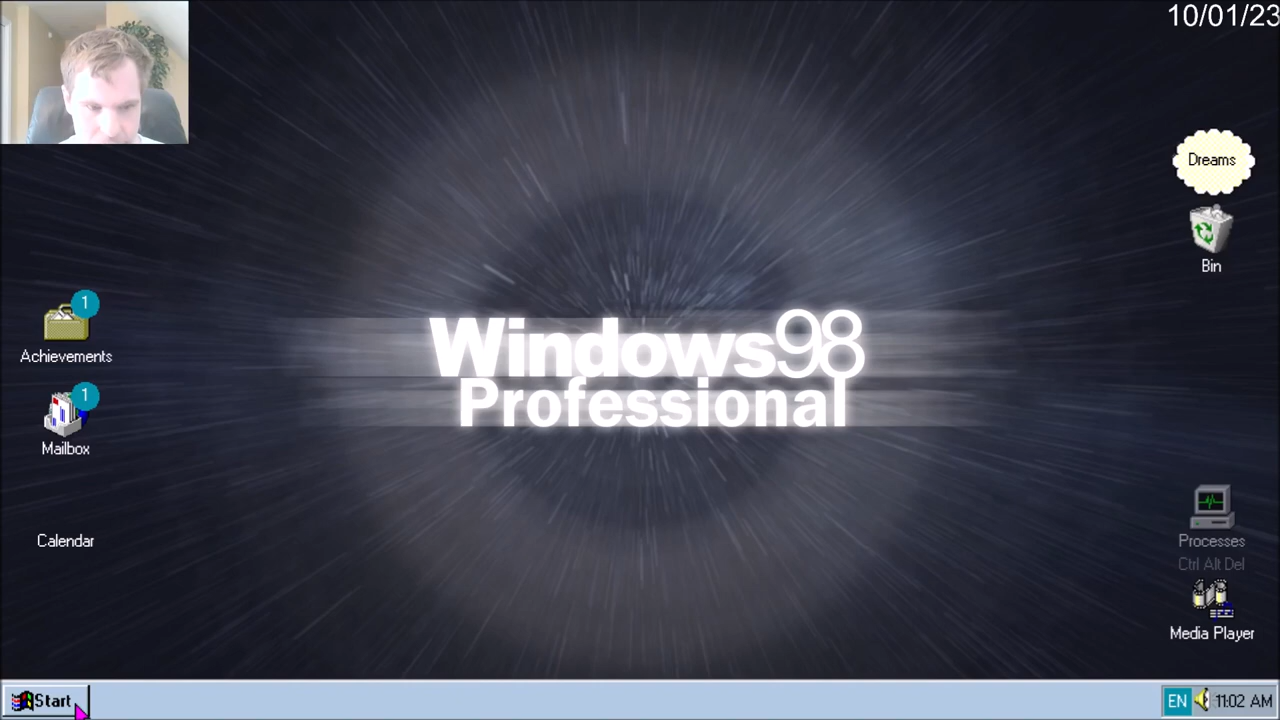 10/01/23
Dreams
Bin
1
Achievements
1
Mailbox
Windows98
Professional
Calendar
Processes
Ctrl Alt Del
Media Player
Start
EN
11:02 AM